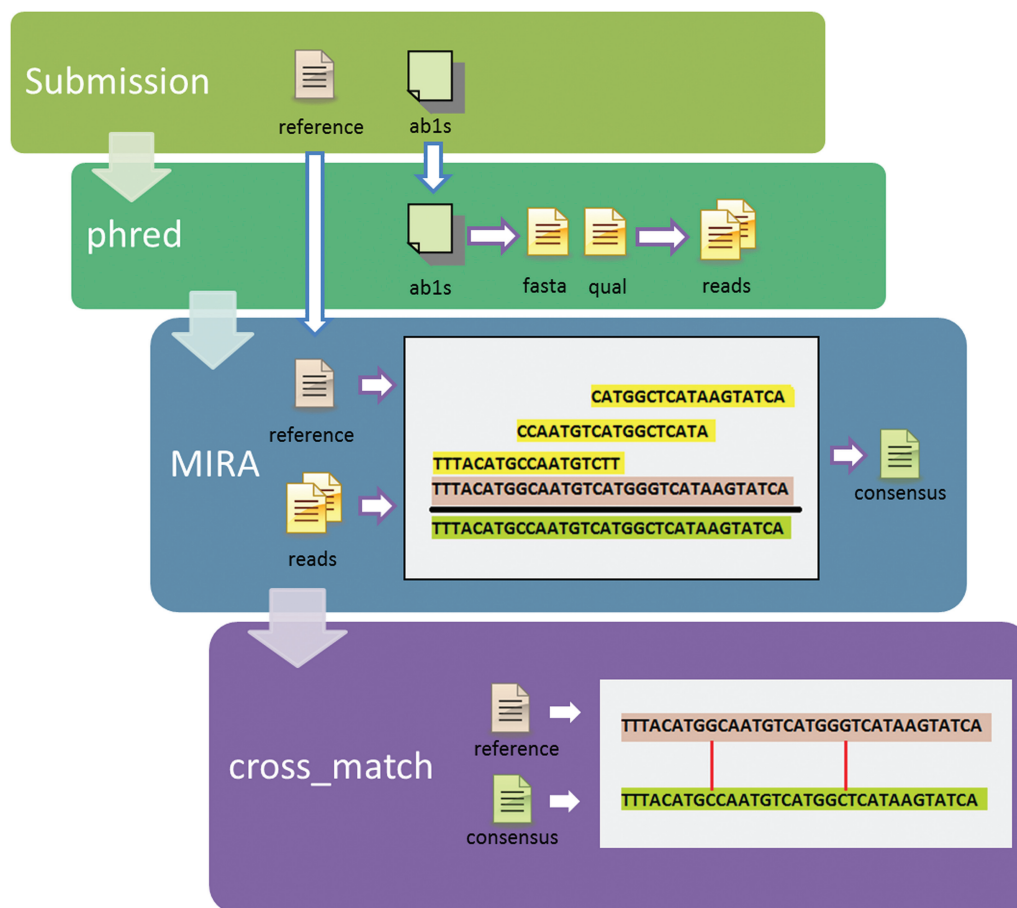 Submission
reference
ab1s
phred
ab1s
fasta
qual
reads
MIRA
reference
reads
CATGGCTCATAAGTATCA
CCAATGTCATGGCTCATA
TTTACATGCCAATGTCTT
TTTACATGGCAATGTCATGGGTCATAAGTATCA
TTTACATGCCAATGTCATGGCTCATAAGTATCA
consensus
cross_match
reference
consensus
TTTACATGGCAATGTCATGGGTCATAAGTATCA
TTTACATGCCAATGTCATGGCTCATAAGTATCA